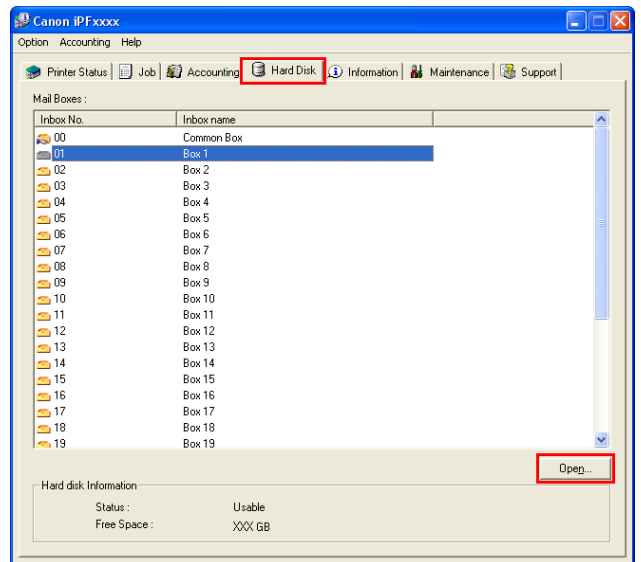 Canon iPFxxxx
Option Accounting Help
Printer Status Job Accounting Hard Disk Information Maintenance Support
Mail Boxes :
Inbox No. Inbox name
00 Common Box
01 Box 1
02 Box 2
03 Box 3
04 Box 4
05 Box 5
06 Box 6
07 Box 7
08 Box 8
09 Box 9
10 Box 10
11 Box 11
12 Box 12
13 Box 13
14 Box 14
15 Box 15
16 Box 16
17 Box 17
18 Box 18
19 Box 19
Open...
Hard disk Information
Status : Usable
Free Space : XXX GB